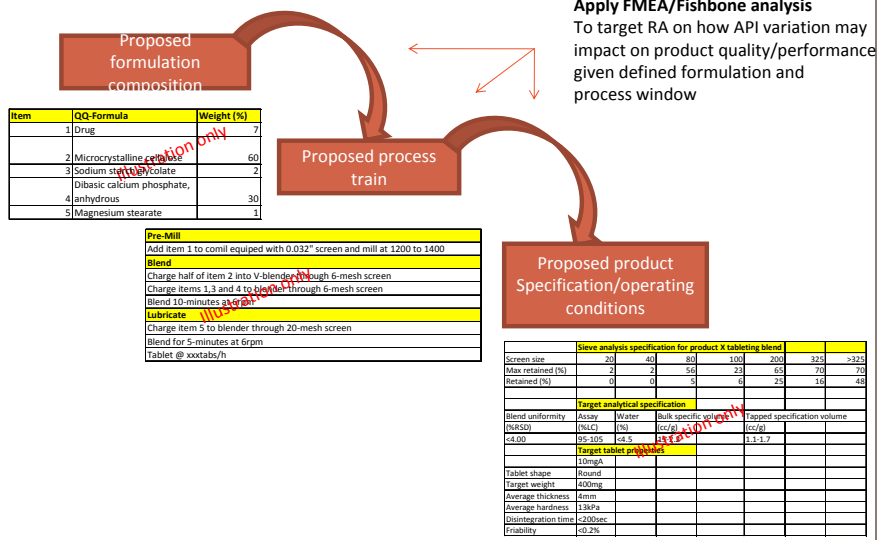 Apply FMEA/Fishbone analysis
To target RA on how API variation may
impact on product quality/performance
given defined formulation and
process window
Proposed
formulation
composition
Item QQ-Formula Weight (%)
1 Drug 7
2 Microcrystalline cellulose 60
3 Sodium starch glycolate 2
Dibasic calcium phosphate,
4 anhydrous 30
5 Magnesium stearate 1
Illustration only
Proposed process
train
Pre-Mill
Add item 1 to comil equiped with 0.032" screen and mill at 1200 to 1400
Blend
Charge half of item 2 into V-blender through 6-mesh screen
Charge items 1,3 and 4 to blender through 6-mesh screen
Blend 10-minutes at 6rpm
Lubricate
Charge item 5 to blender through 20-mesh screen
Blend for 5-minutes at 6rpm
Tablet @ xxxtabs/h
Illustration only
Proposed product
Specification/operating
conditions
Sieve analysis specification for product X tableting blend
Screen size 20 40 80 100 200 325 >325
Max retained (%) 2 2 56 23 65 70 70
Retained (%) 0 0 5 6 25 16 48
Target analytical specification
Blend uniformity Assay Water Bulk specific volume Tapped specification volume
(%RSD) (%LC) (%) (cc/g) (cc/g)
<4.00 95-105 <4.5 1.1-1.7
Target tablet properties
10mgA
Tablet shape Round
Target weight 400mg
Average thickness 4mm
Average hardness 13kPa
Disintegration time <200sec
Friability <0.2%
Illustration only